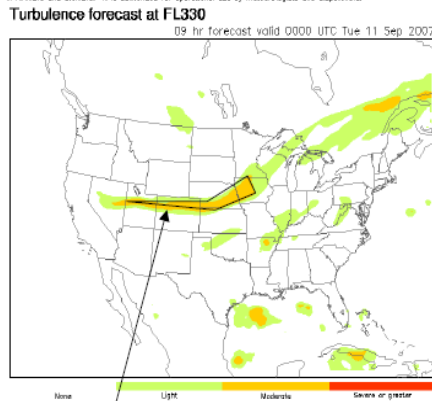 Turbulence forecast at FL330
09 hr forecast valid 0000 UTC Tue 11 Sep 2007
None Light Moderate Severe or greater